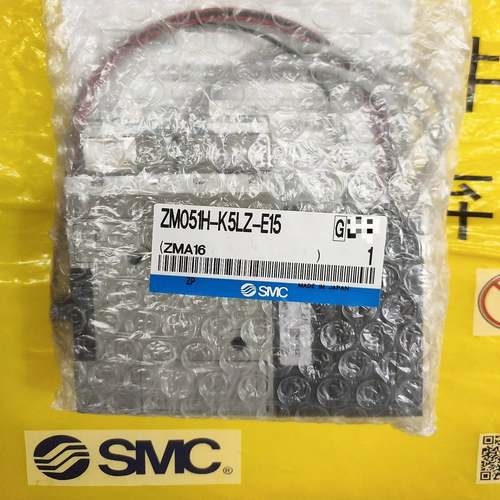 ZM051H-K5LZ-E15
G
(ZMA16 )
1
ZP
MADE IN JAPAN
SMC
SMC®